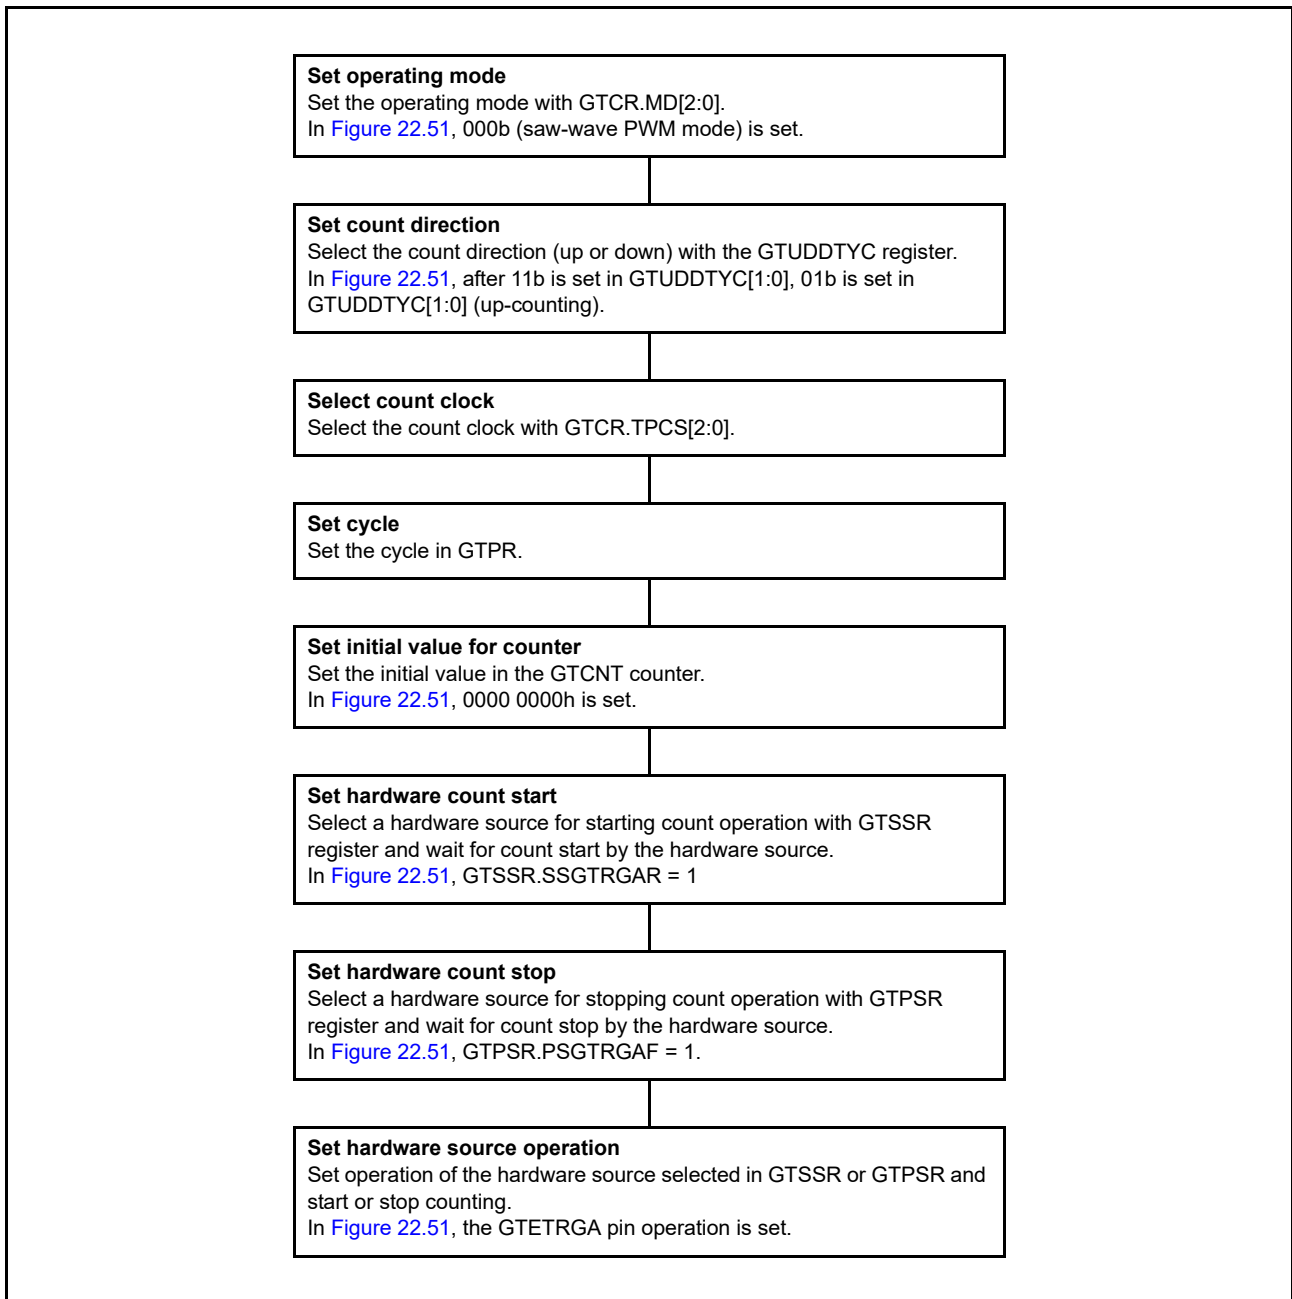 Set operating mode
Set the operating mode with GTCR.MD[2:0].
In Figure 22.51, 000b (saw-wave PWM mode) is set.
Set count direction
Select the count direction (up or down) with the GTUDDTYC register.
In Figure 22.51, after 11b is set in GTUDDTYC[1:0], 01b is set in
GTUDDTYC[1:0] (up-counting).
Select count clock
Select the count clock with GTCR.TPCS[2:0].
Set cycle
Set the cycle in GTPR.
Set initial value for counter
Set the initial value in the GTCNT counter.
In Figure 22.51, 0000 0000h is set.
Set hardware count start
Select a hardware source for starting count operation with GTSSR
register and wait for count start by the hardware source.
In Figure 22.51, GTSSR.SSGTRGAR = 1
Set hardware count stop
Select a hardware source for stopping count operation with GTPSR
register and wait for count stop by the hardware source.
In Figure 22.51, GTPSR.PSGTRGAF = 1.
Set hardware source operation
Set operation of the hardware source selected in GTSSR or GTPSR and
start or stop counting.
In Figure 22.51, the GTETRGA pin operation is set.